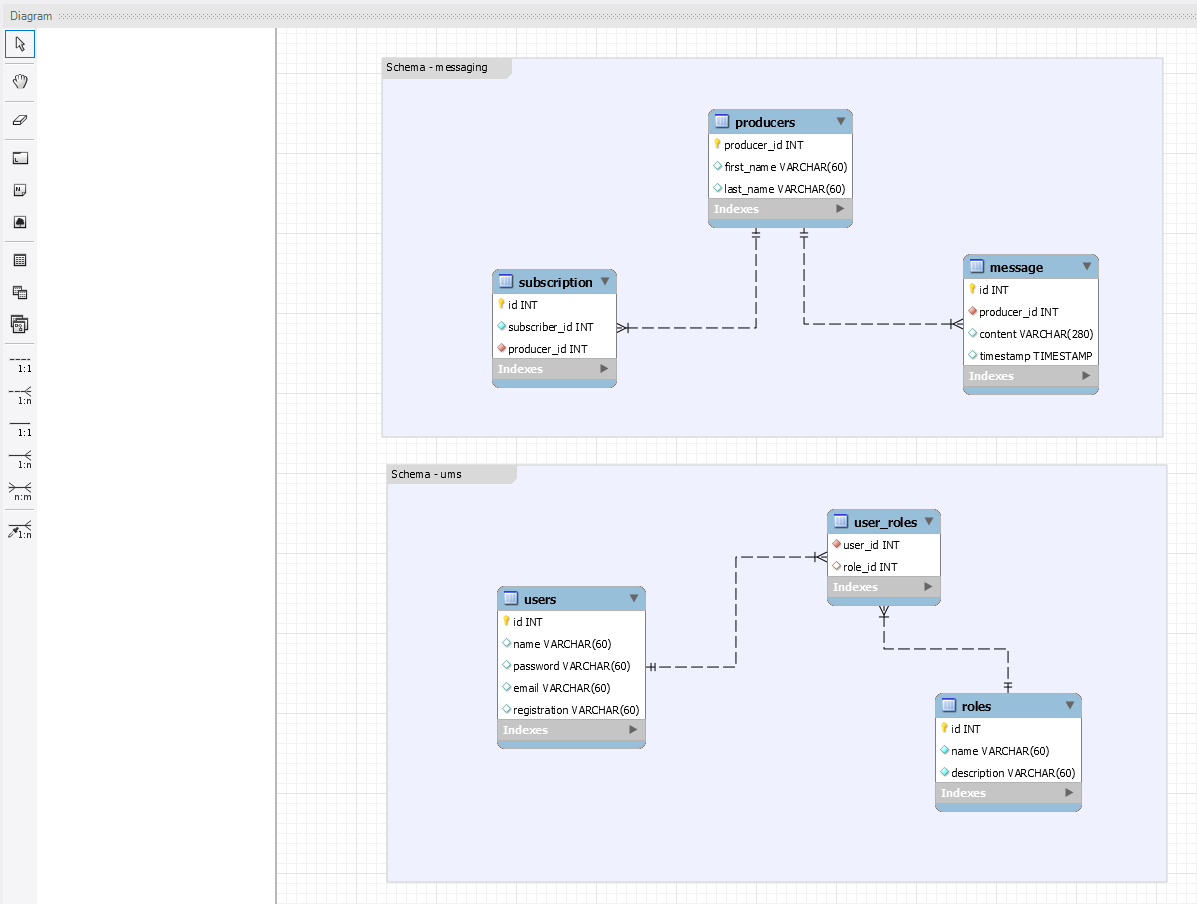 Diagram
1:1
1:n
1:1
1:n
n:m
1:n
Schema - messaging
producers
producer_id INT
first_name VARCHAR(60)
last_name VARCHAR(60)
Indexes
subscription
id INT
subscriber_id INT
producer_id INT
Indexes
message
id INT
producer_id INT
content VARCHAR(280)
timestamp TIMESTAMP
Indexes
Schema - ums
user_roles
user_id INT
role_id INT
Indexes
users
id INT
name VARCHAR(60)
password VARCHAR(60)
email VARCHAR(60)
registration VARCHAR(60)
Indexes
roles
id INT
name VARCHAR(60)
description VARCHAR(60)
Indexes